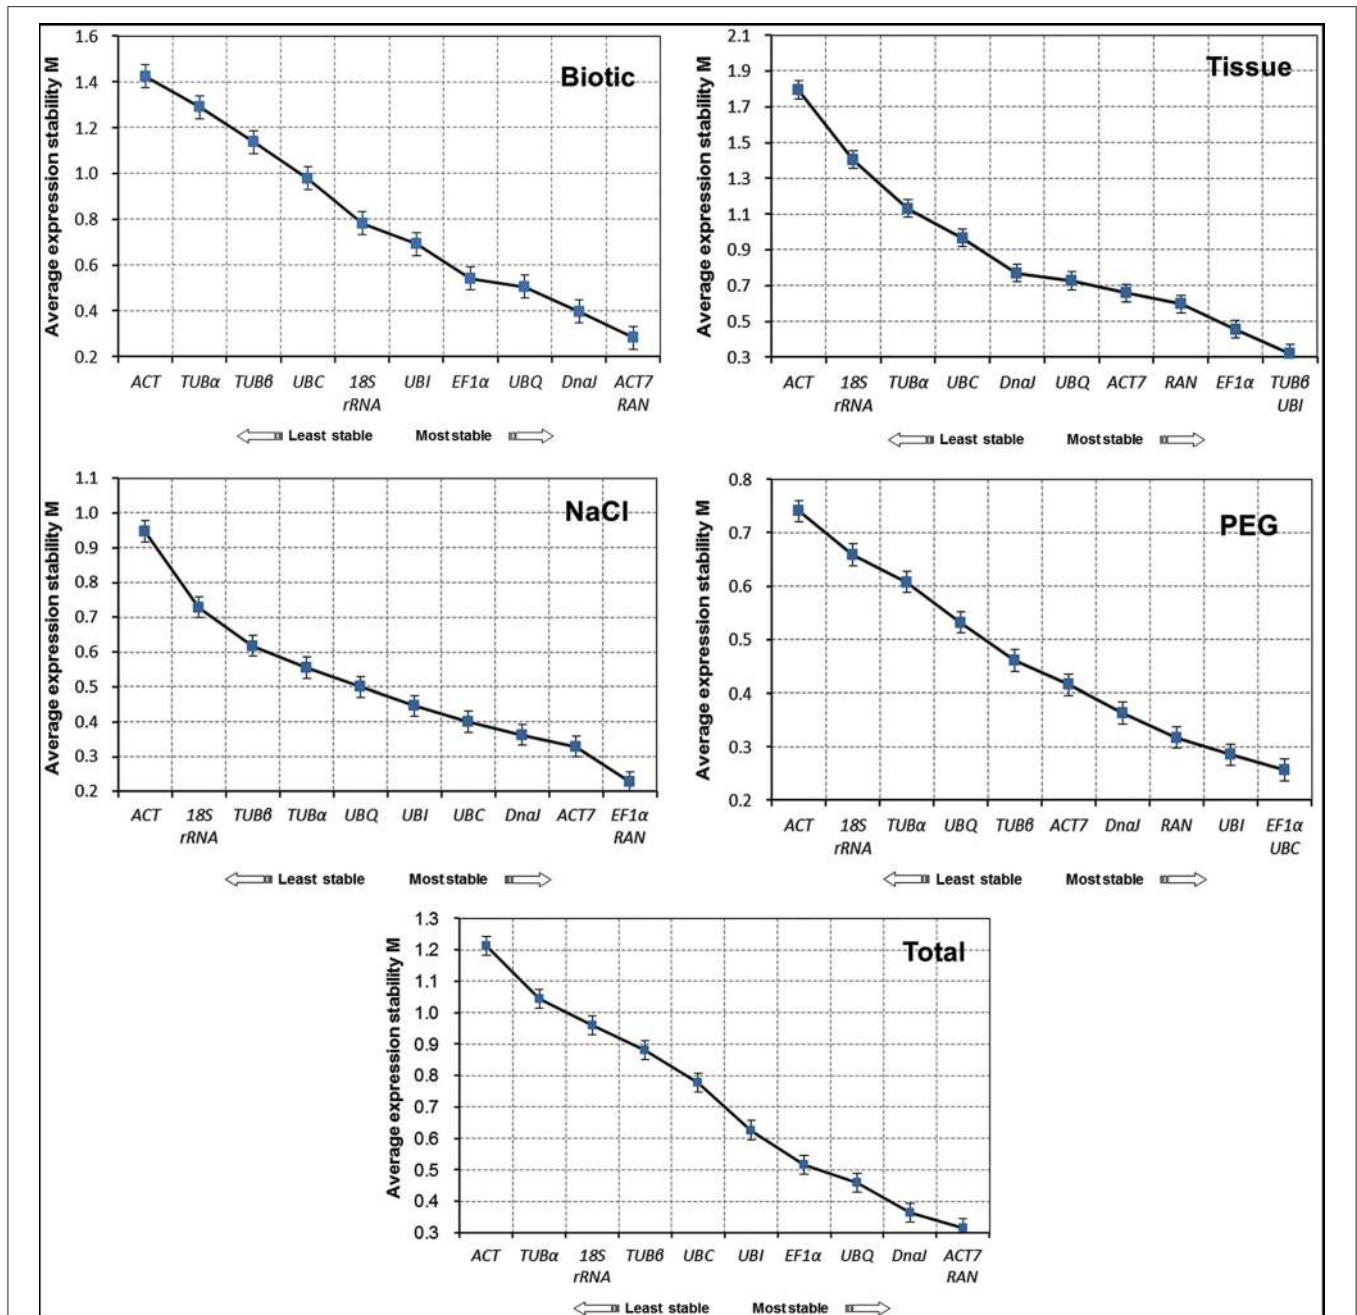 Biotic
Average expression stability M
1.6
1.4
1.2
1.0
0.8
0.6
0.4
0.2
ACT TUBα TUBϐ UBC 18S UBI EF1α UBQ DnaJ ACT7
rRNA RAN
Least stable Most stable
Tissue
Average expression stability M
2.1
1.9
1.7
1.5
1.3
1.1
0.9
0.7
0.5
0.3
ACT 18S TUBα UBC DnaJ UBQ ACT7 RAN EF1α TUBϐ
rRNA UBI
Least stable Most stable
NaCl
Average expression stability M
1.1
1.0
0.9
0.8
0.7
0.6
0.5
0.4
0.3
0.2
ACT 18S TUBϐ TUBα UBQ UBI UBC DnaJ ACT7 EF1α
rRNA RAN
Least stable Most stable
PEG
Average expression stability M
0.8
0.7
0.6
0.5
0.4
0.3
0.2
ACT 18S TUBα UBQ TUBϐ ACT7 DnaJ RAN UBI EF1α
rRNA UBC
Least stable Most stable
Total
Average expression stability M
1.3
1.2
1.1
1.0
0.9
0.8
0.7
0.6
0.5
0.4
0.3
ACT TUBα 18S TUBϐ UBC UBI EF1α UBQ DnaJ ACT7
rRNA RAN
Least stable Most stable